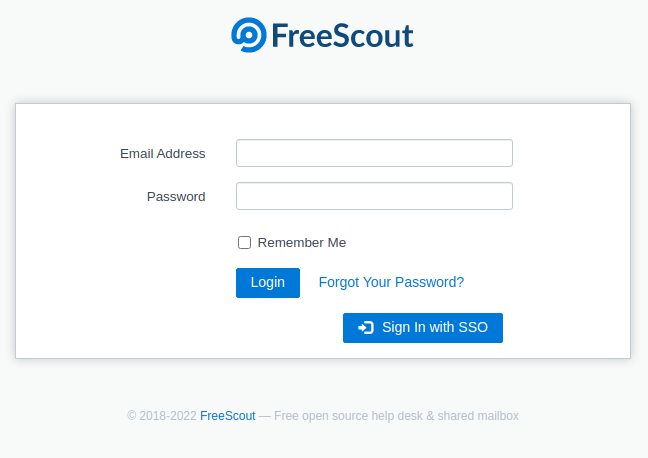 FreeScout
Email Address
Password
Remember Me
Login Forgot Your Password?
Sign In with SSO
© 2018-2022 FreeScout — Free open source help desk & shared mailbox